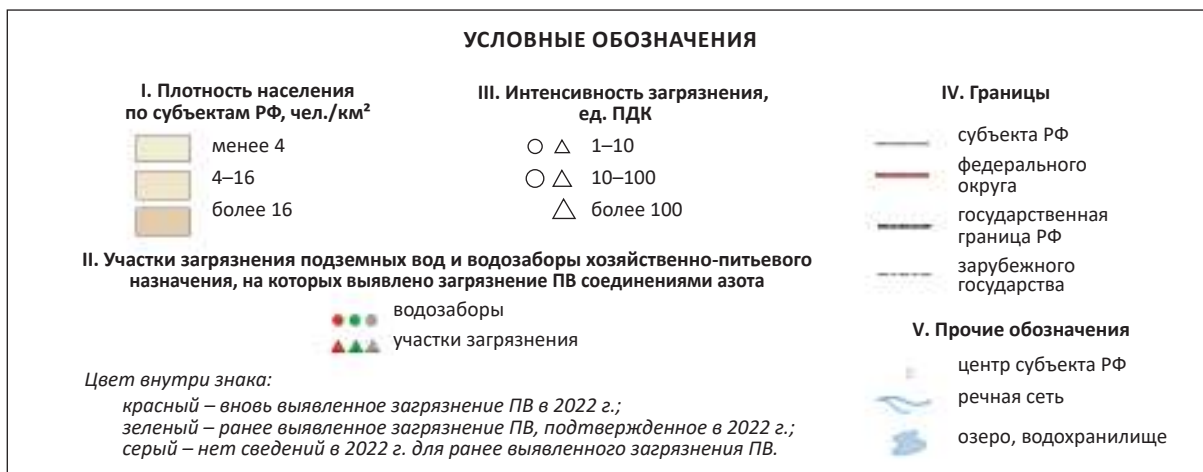 УСЛОВНЫЕ ОБОЗНАЧЕНИЯ
I. Плотность населения
по субъектам РФ, чел./км²
менее 4
4–16
более 16
III. Интенсивность загрязнения,
ед. ПДК
1–10
10–100
более 100
II. Участки загрязнения подземных вод и водозаборы хозяйственно-питьевого
назначения, на которых выявлено загрязнение ПВ соединениями азота
водозаборы
участки загрязнения
Цвет внутри знака:
красный – вновь выявленное загрязнение ПВ в 2022 г.;
зеленый – ранее выявленное загрязнение ПВ, подтвержденное в 2022 г.;
серый – нет сведений в 2022 г. для ранее выявленного загрязнения ПВ.
IV. Границы
субъекта РФ
федерального
округа
государственная
граница РФ
зарубежного
государства
V. Прочие обозначения
центр субъекта РФ
речная сеть
озеро, водохранилище